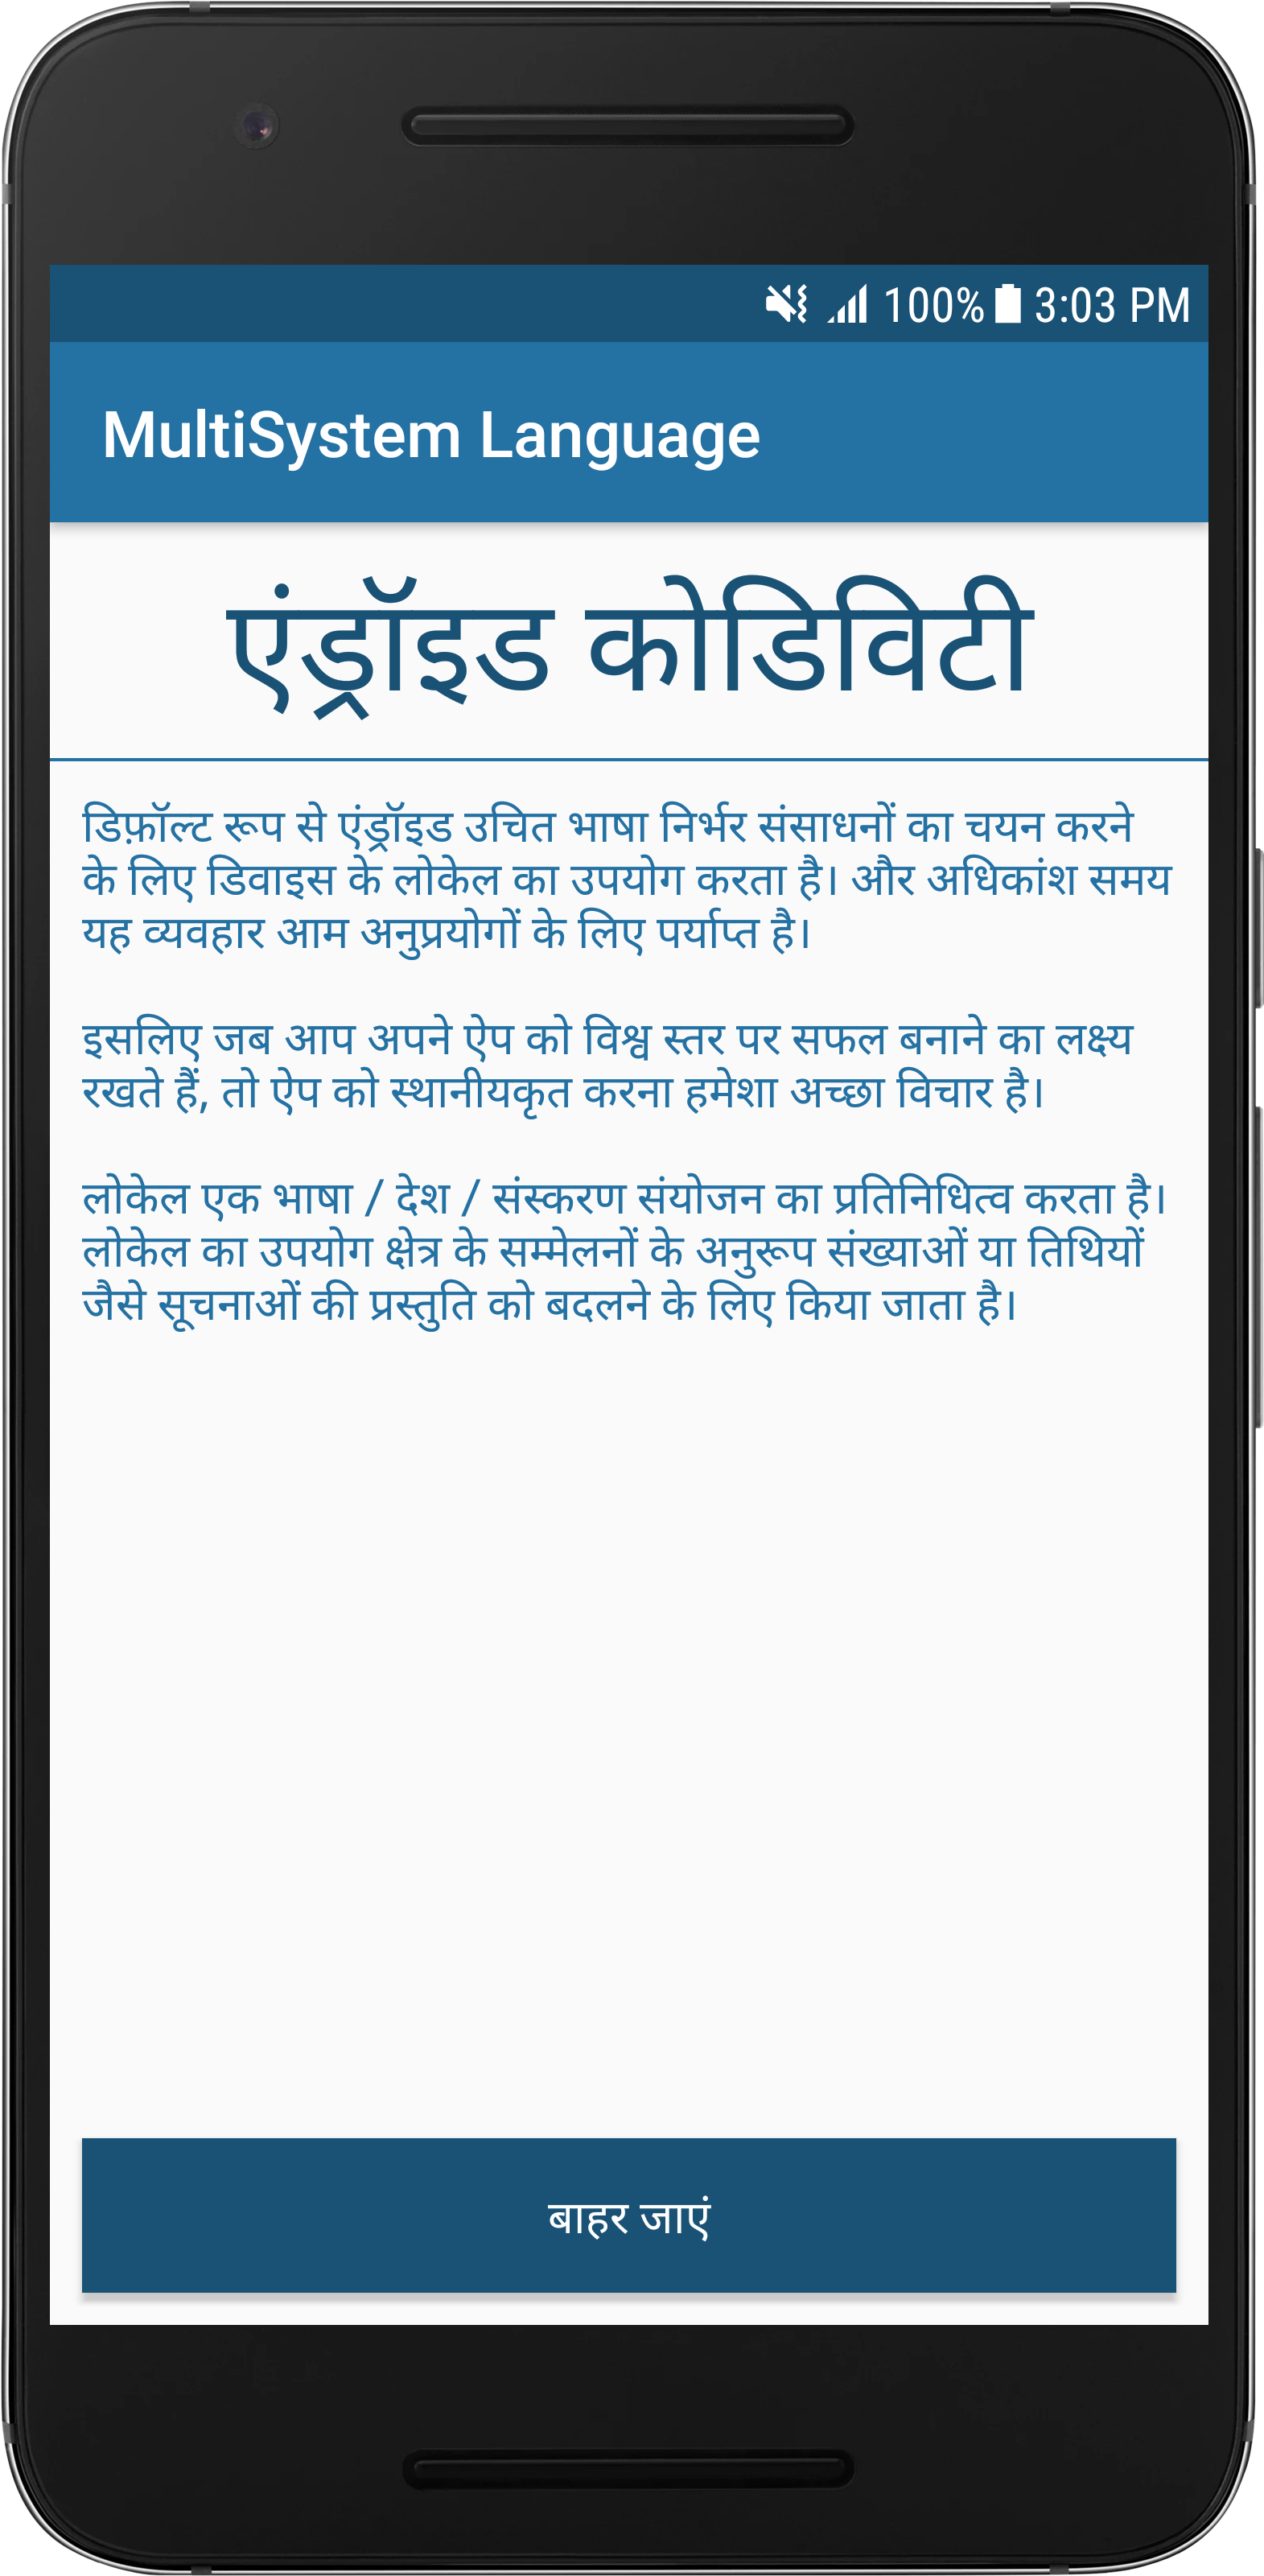 100% 3:03 PM
MultiSystem Language
एंड्रॉइड कोडिविटी
डिफ़ॉल्ट रूप से एंड्रॉइड उचित भाषा निर्भर संसाधनों का चयन करने
के लिए डिवाइस के लोकेल का उपयोग करता है। और अधिकांश समय
यह व्यवहार आम अनुप्रयोगों के लिए पर्याप्त है।
इसलिए जब आप अपने ऐप को विश्व स्तर पर सफल बनाने का लक्ष्य
रखते हैं, तो ऐप को स्थानीयकृत करना हमेशा अच्छा विचार है।
लोकेल एक भाषा / देश / संस्करण संयोजन का प्रतिनिधित्व करता है।
लोकेल का उपयोग क्षेत्र के सम्मेलनों के अनुरूप संख्याओं या तिथियों
जैसे सूचनाओं की प्रस्तुति को बदलने के लिए किया जाता है।
बाहर जाएं